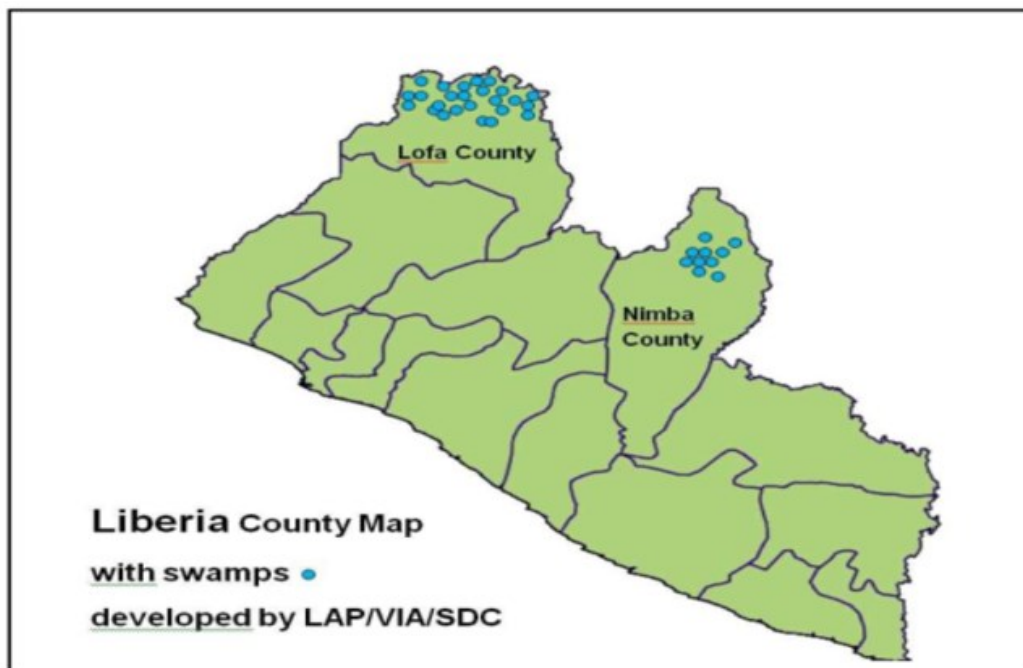 Lofa County
Nimba
County
Liberia County Map
with swamps
developed by LAP/VIA/SDC